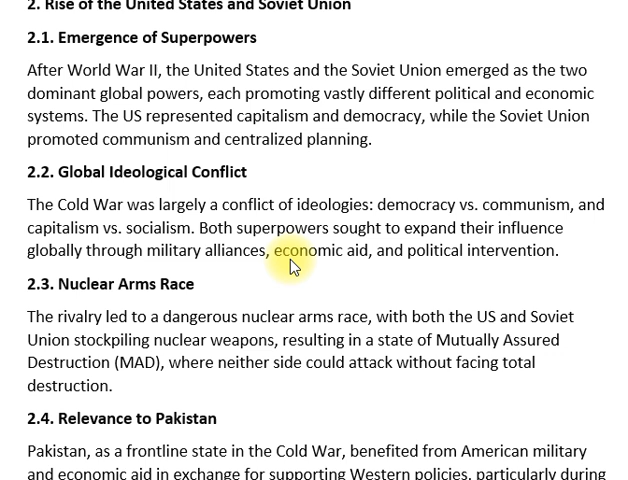 2. Rise of the United States and Soviet Union
2.1. Emergence of Superpowers
After World War II, the United States and the Soviet Union emerged as the two
dominant global powers, each promoting vastly different political and economic
systems. The US represented capitalism and democracy, while the Soviet Union
promoted communism and centralized planning.
2.2. Global Ideological Conflict
The Cold War was largely a conflict of ideologies: democracy vs. communism, and
capitalism vs. socialism. Both superpowers sought to expand their influence
globally through military alliances, economic aid, and political intervention.
2.3. Nuclear Arms Race
The rivalry led to a dangerous nuclear arms race, with both the US and Soviet
Union stockpiling nuclear weapons, resulting in a state of Mutually Assured
Destruction (MAD), where neither side could attack without facing total
destruction.
2.4. Relevance to Pakistan
Pakistan, as a frontline state in the Cold War, benefited from American military
and economic aid in exchange for supporting Western policies, particularly during